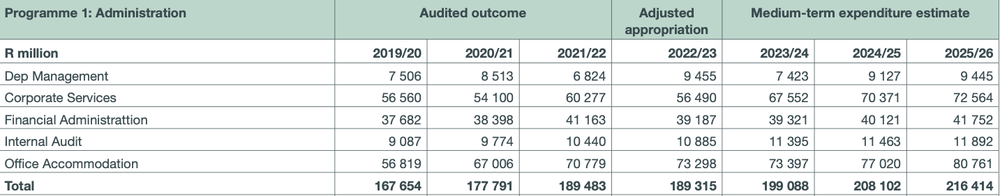 Programme 1: Administration Audited outcome Adjusted appropriation Medium-term expenditure estimate
R million 2019/20 2020/21 2021/22 2022/23 2023/24 2024/25 2025/26
Dep Management 7 506 8 513 6 824 9 455 7 423 9 127 9 445
Corporate Services 56 560 54 100 60 277 56 490 67 552 70 371 72 564
Financial Administrattion 37 682 38 398 41 163 39 187 39 321 40 121 41 752
Internal Audit 9 087 9 774 10 440 10 885 11 395 11 463 11 892
Office Accommodation 56 819 67 006 70 779 73 298 73 397 77 020 80 761
Total 167 654 177 791 189 483 189 315 199 088 208 102 216 414